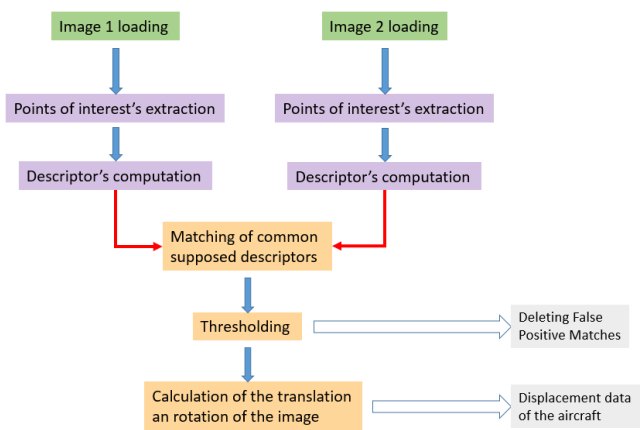 Image 1 loading
Image 2 loading
Points of interest's extraction
Points of interest's extraction
Descriptor's computation
Descriptor's computation
Matching of common
supposed descriptors
Thresholding
Deleting False
Positive Matches
Calculation of the translation
an rotation of the image
Displacement data
of the aircraft